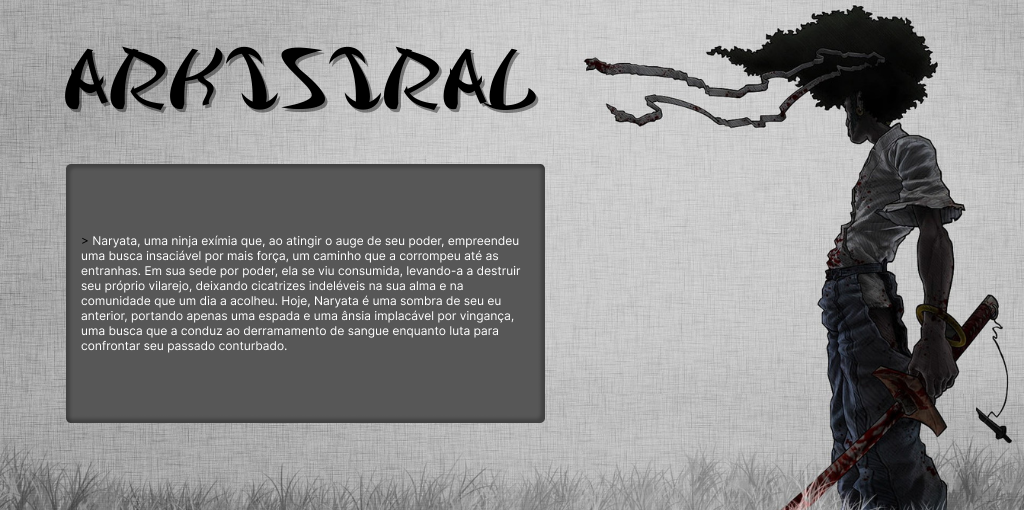 ARKISIRAL
> Naryata, uma ninja exímia que, ao atingir o auge de seu poder, empreendeu
uma busca insaciável por mais força, um caminho que a corrompeu até as
entranhas. Em sua sede por poder, ela se viu consumida, levando-a a destruir
seu próprio vilarejo, deixando cicatrizes indeléveis na sua alma e na
comunidade que um dia a acolheu. Hoje, Naryata é uma sombra de seu eu
anterior, portando apenas uma espada e uma ânsia implacável por vingança,
uma busca que a conduz ao derramamento de sangue enquanto luta para
confrontar seu passado conturbado.